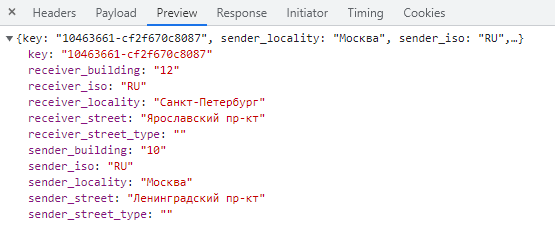 × Headers Payload Preview Response Initiator Timing Cookies
▼{key: "10463661-cf2f670c8087", sender_locality: "Москва", sender_iso: "RU",…}
key: "10463661-cf2f670c8087"
receiver_building: "12"
receiver_iso: "RU"
receiver_locality: "Санкт-Петербург"
receiver_street: "Ярославский пр-кт"
receiver_street_type: ""
sender_building: "10"
sender_iso: "RU"
sender_locality: "Москва"
sender_street: "Ленинградский пр-кт"
sender_street_type: ""